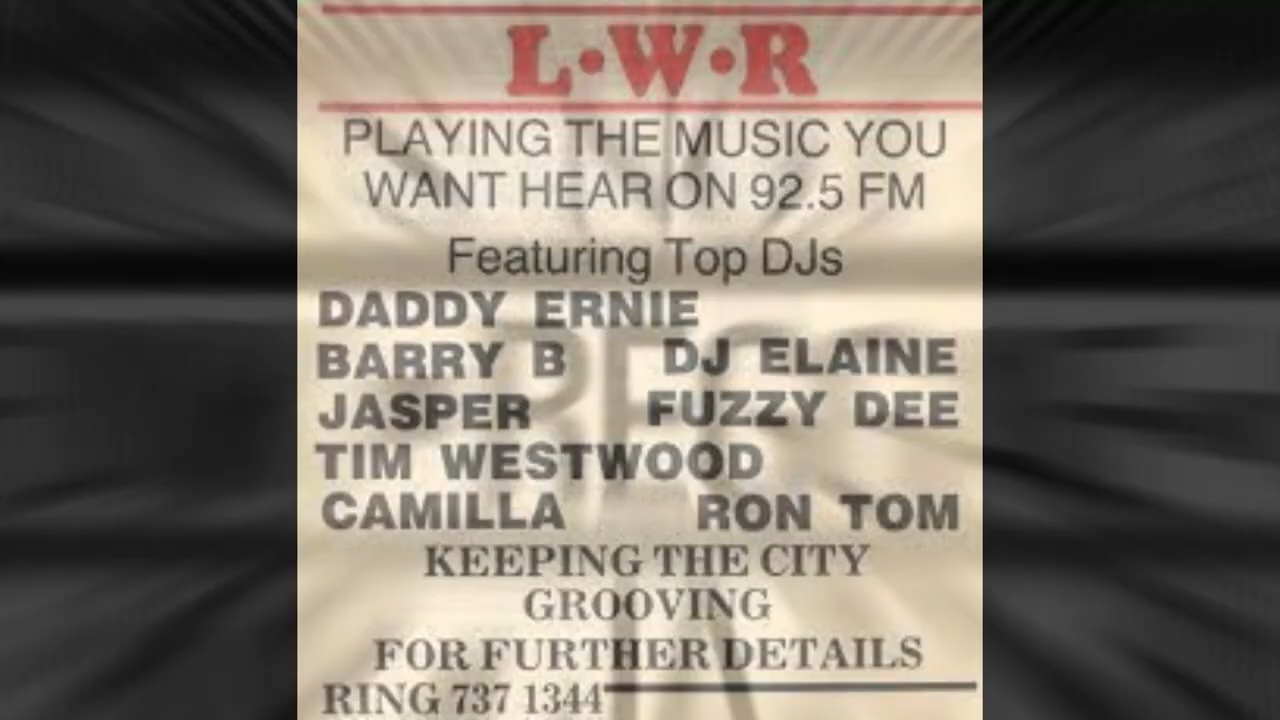 L•W•R
PLAYING THE MUSIC YOU
WANT HEAR ON 92.5 FM
Featuring Top DJs
DADDY ERNIE
BARRY B DJ ELAINE
JASPER FUZZY DEE
TIM WESTWOOD
CAMILLA RON TOM
KEEPING THE CITY
GROOVING
FOR FURTHER DETAILS
RING 737 1344